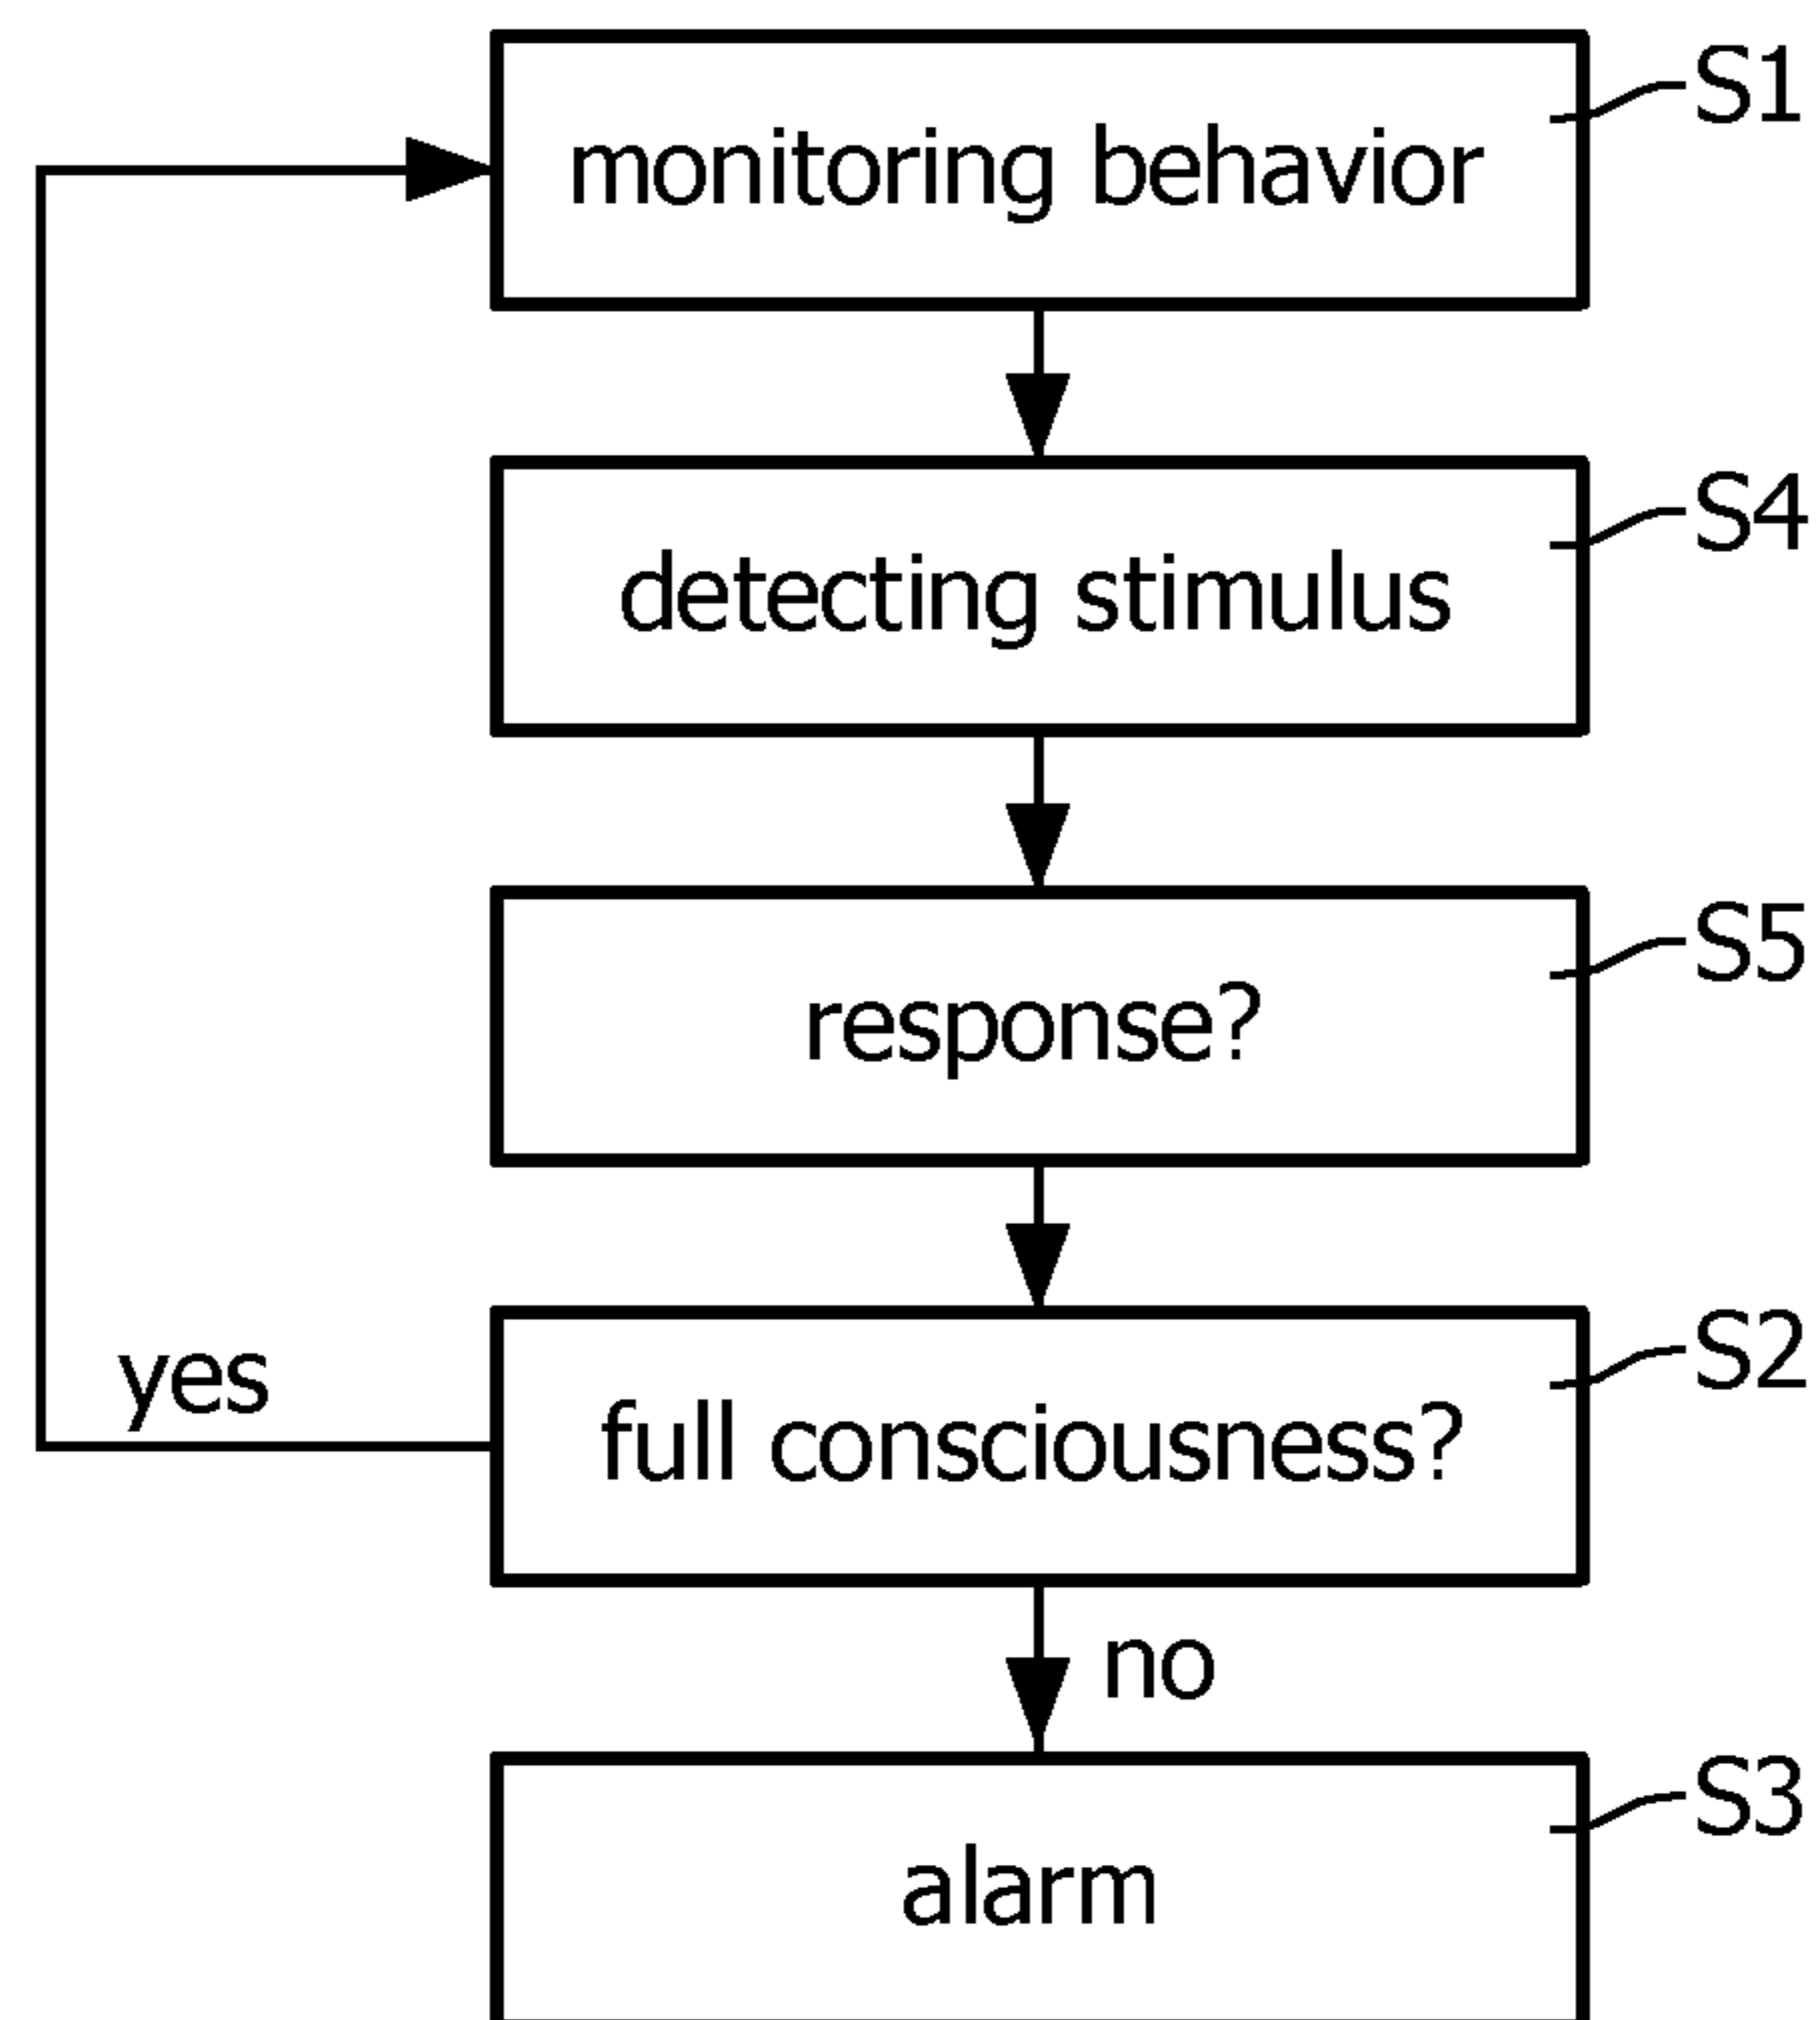 monitoring behavior
S1
detecting stimulus
S4
response?
S5
yes
full consciousness?
S2
no
alarm
S3